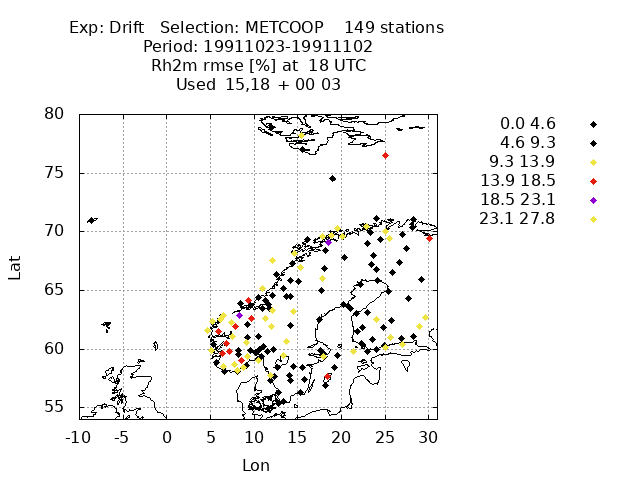 Exp: Drift   Selection: METCOOP    149 stations
Period: 19911023-19911102
Rh2m rmse [%] at  18 UTC
Used  15,18  + 00 03
0.0 4.6
4.6 9.3
9.3 13.9
13.9 18.5
18.5 23.1
23.1 27.8
80
75
70
65
60
55
Lat
-10 -5 0 5 10 15 20 25 30
Lon